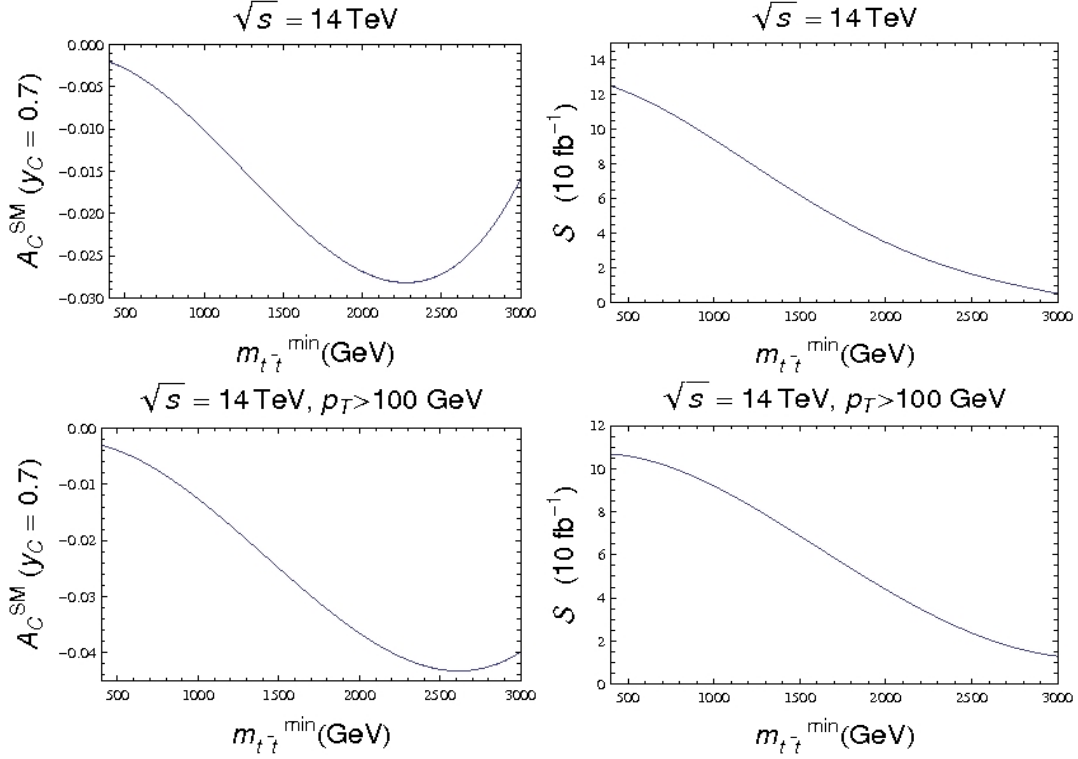 √s = 14 TeV
A_C^SM (y_C = 0.7)
0.000
−0.005
−0.010
−0.015
−0.020
−0.025
−0.030
500 1000 1500 2000 2500 3000
m_{t t̄}^min (GeV)
√s = 14 TeV
S (10 fb⁻¹)
14
12
10
8
6
4
2
0
500 1000 1500 2000 2500 3000
m_{t t̄}^min (GeV)
√s = 14 TeV, p_T>100 GeV
A_C^SM (y_C = 0.7)
0.00
−0.01
−0.02
−0.03
−0.04
500 1000 1500 2000 2500 3000
m_{t t̄}^min (GeV)
√s = 14 TeV, p_T>100 GeV
S (10 fb⁻¹)
12
10
8
6
4
2
0
500 1000 1500 2000 2500 3000
m_{t t̄}^min (GeV)